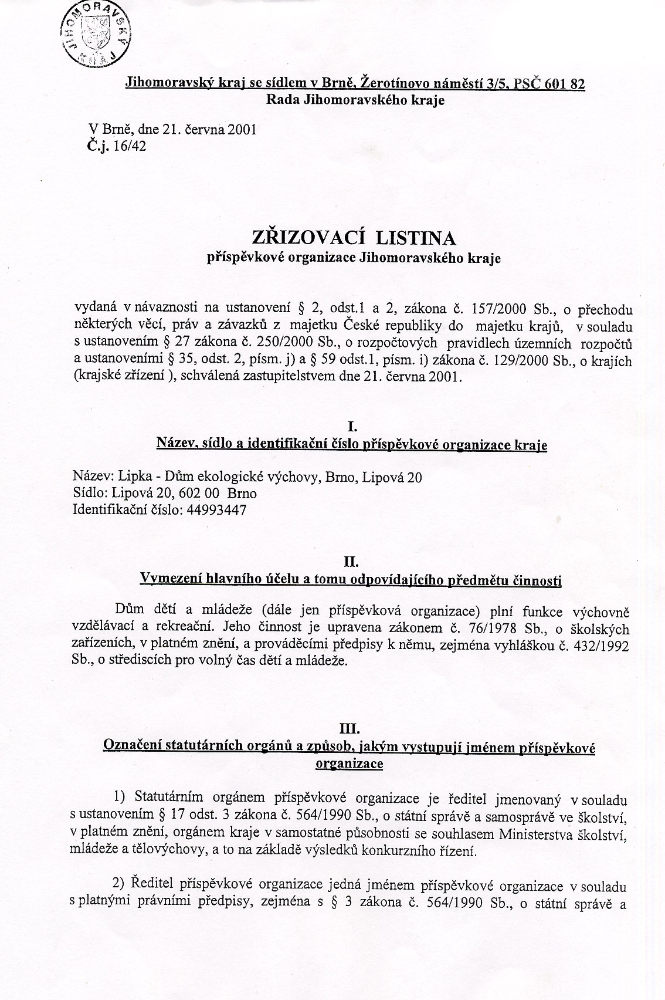 JIHOMORAVSKÝ KRAJ
Jihomoravský kraj se sídlem v Brně, Žerotínovo náměstí 3/5, PSČ 601 82
Rada Jihomoravského kraje
V Brně, dne 21. června 2001
Č.j. 16/42
ZŘIZOVACÍ LISTINA
příspěvkové organizace Jihomoravského kraje
vydaná v návaznosti na ustanovení § 2, odst.1 a 2, zákona č. 157/2000 Sb., o přechodu
některých věcí, práv a závazků z majetku České republiky do majetku krajů, v souladu
s ustanovením § 27 zákona č. 250/2000 Sb., o rozpočtových pravidlech územních rozpočtů
a ustanoveními § 35, odst. 2, písm. j) a § 59 odst.1, písm. i) zákona č. 129/2000 Sb., o krajích
(krajské zřízení ), schválená zastupitelstvem dne 21. června 2001.
I.
Název, sídlo a identifikační číslo příspěvkové organizace kraje
Název: Lipka - Dům ekologické výchovy, Brno, Lipová 20
Sídlo: Lipová 20, 602 00 Brno
Identifikační číslo: 44993447
II.
Vymezení hlavního účelu a tomu odpovídajícího předmětu činnosti
Dům dětí a mládeže (dále jen příspěvková organizace) plní funkce výchovně
vzdělávací a rekreační. Jeho činnost je upravena zákonem č. 76/1978 Sb., o školských
zařízeních, v platném znění, a prováděcími předpisy k němu, zejména vyhláškou č. 432/1992
Sb., o střediscích pro volný čas dětí a mládeže.
III.
Označení statutárních orgánů a způsob, jakým vystupují jménem příspěvkové
organizace
1) Statutárním orgánem příspěvkové organizace je ředitel jmenovaný v souladu
s ustanovením § 17 odst. 3 zákona č. 564/1990 Sb., o státní správě a samosprávě ve školství,
v platném znění, orgánem kraje v samostatné působnosti se souhlasem Ministerstva školství,
mládeže a tělovýchovy, a to na základě výsledků konkurzního řízení.
2) Ředitel příspěvkové organizace jedná jménem příspěvkové organizace v souladu
s platnými právními předpisy, zejména s § 3 zákona č. 564/1990 Sb., o státní správě a